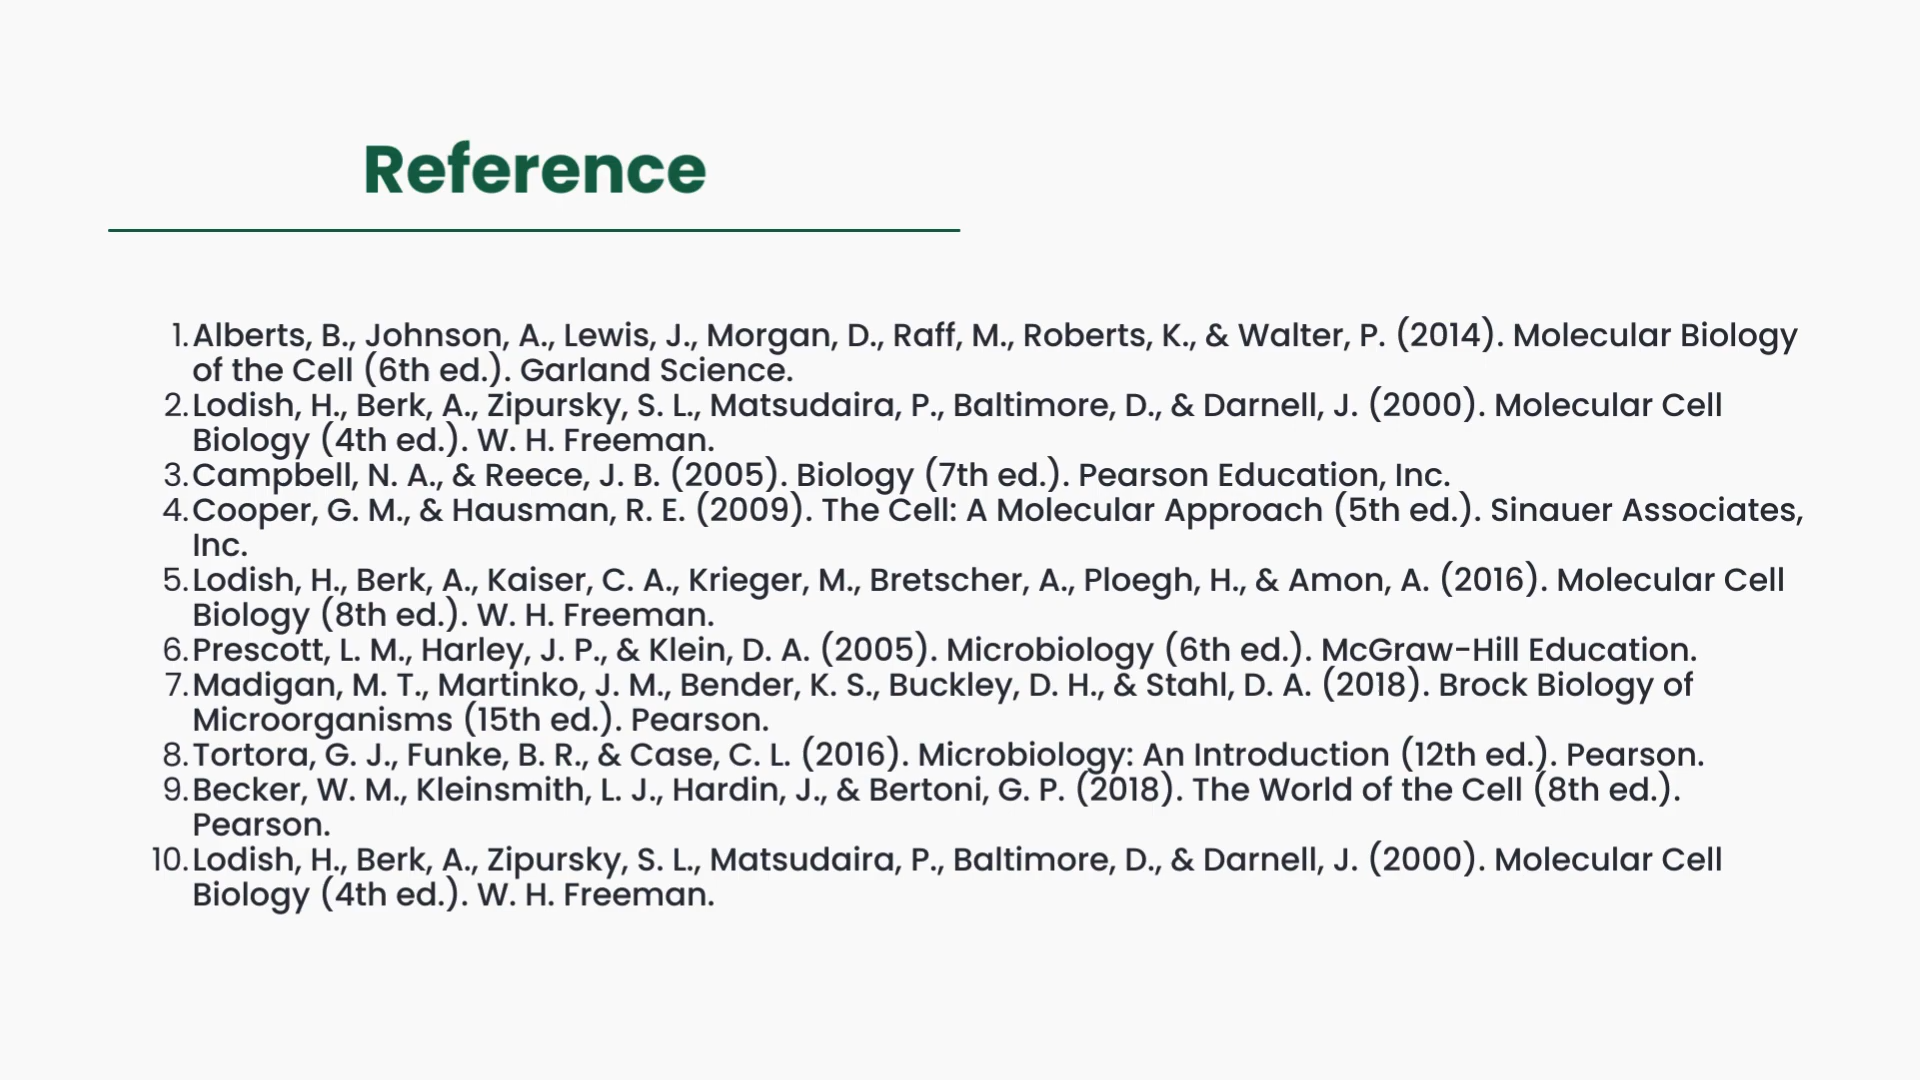 Reference
1. Alberts, B., Johnson, A., Lewis, J., Morgan, D., Raff, M., Roberts, K., & Walter, P. (2014). Molecular Biology
of the Cell (6th ed.). Garland Science.
2. Lodish, H., Berk, A., Zipursky, S. L., Matsudaira, P., Baltimore, D., & Darnell, J. (2000). Molecular Cell
Biology (4th ed.). W. H. Freeman.
3. Campbell, N. A., & Reece, J. B. (2005). Biology (7th ed.). Pearson Education, Inc.
4. Cooper, G. M., & Hausman, R. E. (2009). The Cell: A Molecular Approach (5th ed.). Sinauer Associates,
Inc.
5. Lodish, H., Berk, A., Kaiser, C. A., Krieger, M., Bretscher, A., Ploegh, H., & Amon, A. (2016). Molecular Cell
Biology (8th ed.). W. H. Freeman.
6. Prescott, L. M., Harley, J. P., & Klein, D. A. (2005). Microbiology (6th ed.). McGraw-Hill Education.
7. Madigan, M. T., Martinko, J. M., Bender, K. S., Buckley, D. H., & Stahl, D. A. (2018). Brock Biology of
Microorganisms (15th ed.). Pearson.
8. Tortora, G. J., Funke, B. R., & Case, C. L. (2016). Microbiology: An Introduction (12th ed.). Pearson.
9. Becker, W. M., Kleinsmith, L. J., Hardin, J., & Bertoni, G. P. (2018). The World of the Cell (8th ed.).
Pearson.
10. Lodish, H., Berk, A., Zipursky, S. L., Matsudaira, P., Baltimore, D., & Darnell, J. (2000). Molecular Cell
Biology (4th ed.). W. H. Freeman.